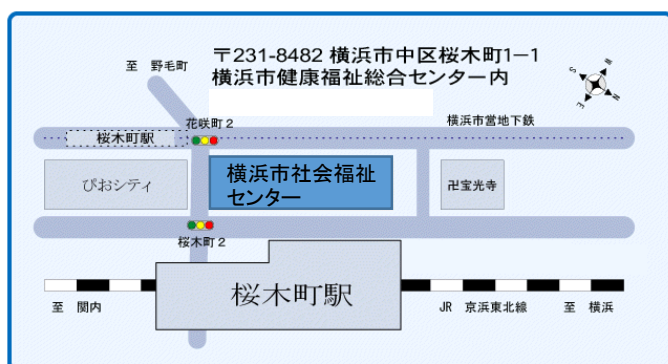 〒231-8482 横浜市中区桜木町1−1
横浜市健康福祉総合センター内
至 野毛町
S
W
E
N
花咲町2
横浜市営地下鉄
桜木町駅
ぴおシティ
横浜市社会福祉
センター
卍宝光寺
桜木町2
桜木町駅
至 関内
JR 京浜東北線
至 横浜